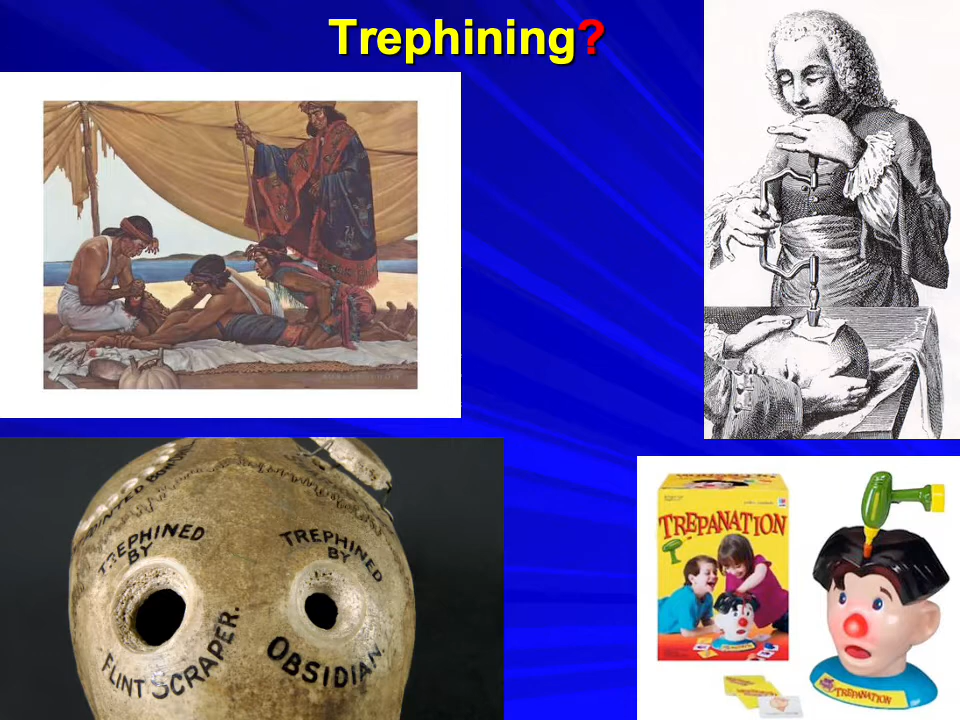 Trephining?
TREPHINED
BY
FLINT SCRAPER.
TREPHINED
BY
OBSIDIAN.
TREPANATION
TREPANATION